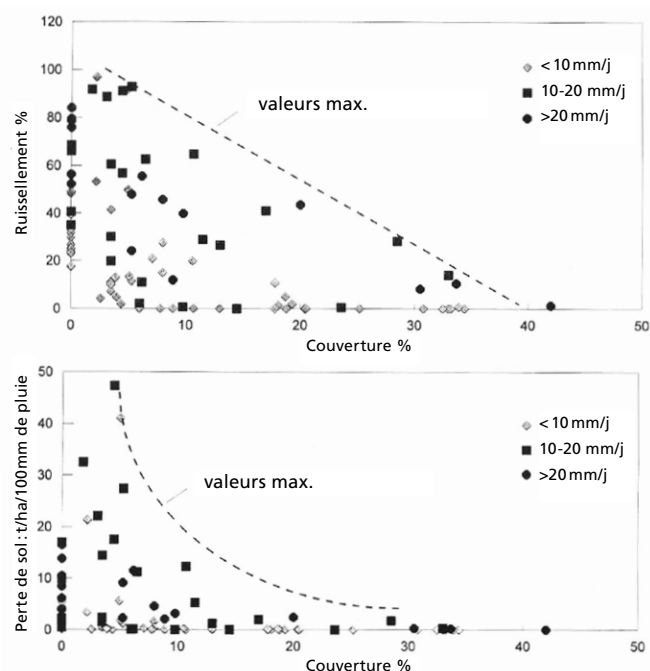 120
100
80
60
40
20
0
Ruissellement %
valeurs max.
< 10 mm/j
10-20 mm/j
>20 mm/j
0 10 20 30 40 50
Couverture %
50
40
30
20
10
0
Perte de sol : t/ha/100mm de pluie
valeurs max.
< 10 mm/j
10-20 mm/j
>20 mm/j
0 10 20 30 40 50
Couverture %